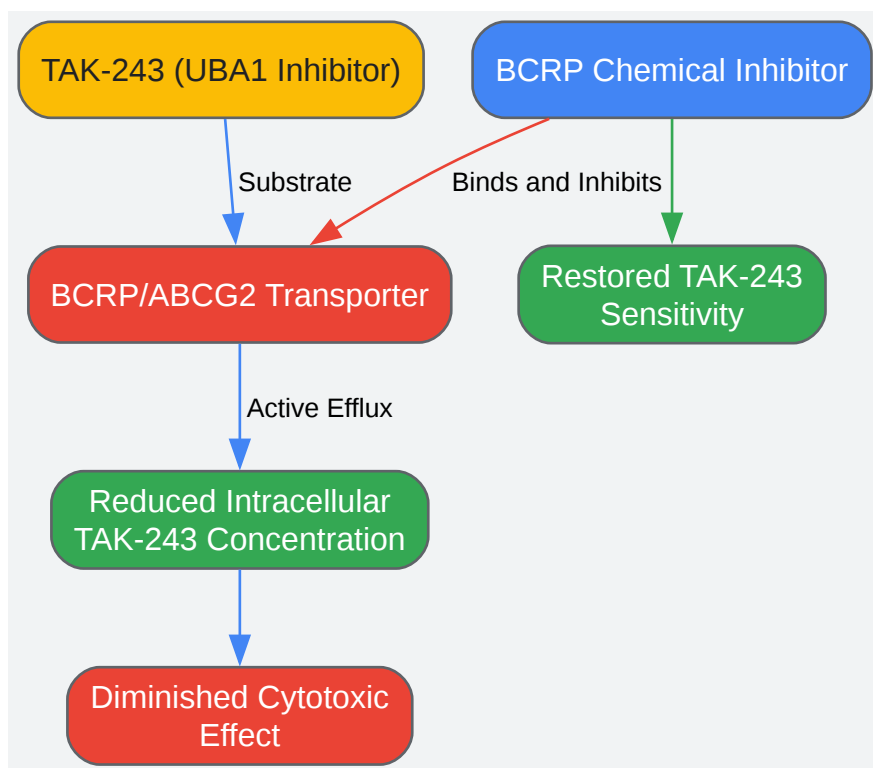 TAK-243 (UBA1 Inhibitor)
BCRP Chemical Inhibitor
Substrate
Binds and Inhibits
BCRP/ABCG2 Transporter
Restored TAK-243
Sensitivity
Active Efflux
Reduced Intracellular
TAK-243 Concentration
Diminished Cytotoxic
Effect